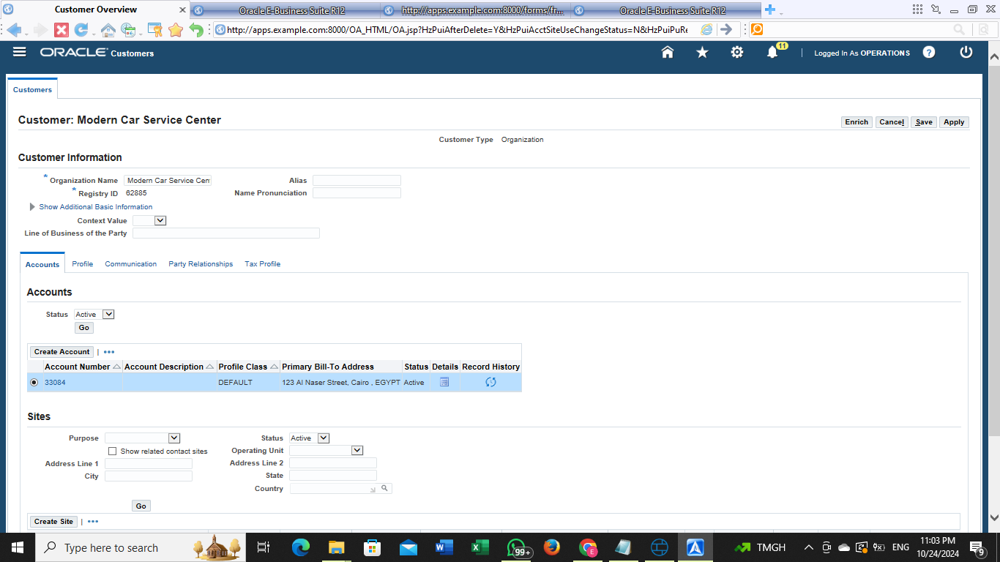 Customer Overview
Oracle E-Business Suite R12
http://apps.example.com:8000/forms/fr...
Oracle E-Business Suite R12
http://apps.example.com:8000/OA_HTML/OA.jsp?HzPuiAfterDelete=Y&HzPuiAcctSiteUseChangeStatus=N&HzPuiPuRe
ORACLE Customers
11
Logged In As OPERATIONS
?
Customers
Customer: Modern Car Service Center
Enrich Cancel Save Apply
Customer Type Organization
Customer Information
* Organization Name Modern Car Service Cen
Alias
* Registry ID 62885
Name Pronunciation
Show Additional Basic Information
Context Value
Line of Business of the Party
Accounts Profile Communication Party Relationships Tax Profile
Accounts
Status Active
Go
Create Account | •••
Account Number Account Description Profile Class Primary Bill-To Address Status Details Record History
33084 DEFAULT 123 Al Naser Street, Cairo , EGYPT Active
Sites
Purpose Status Active
Show related contact sites Operating Unit
Address Line 1 Address Line 2
City State
Country
Go
Create Site | •••
Type here to search
99+
E
TMGH
ENG
11:03 PM
10/24/2024
9